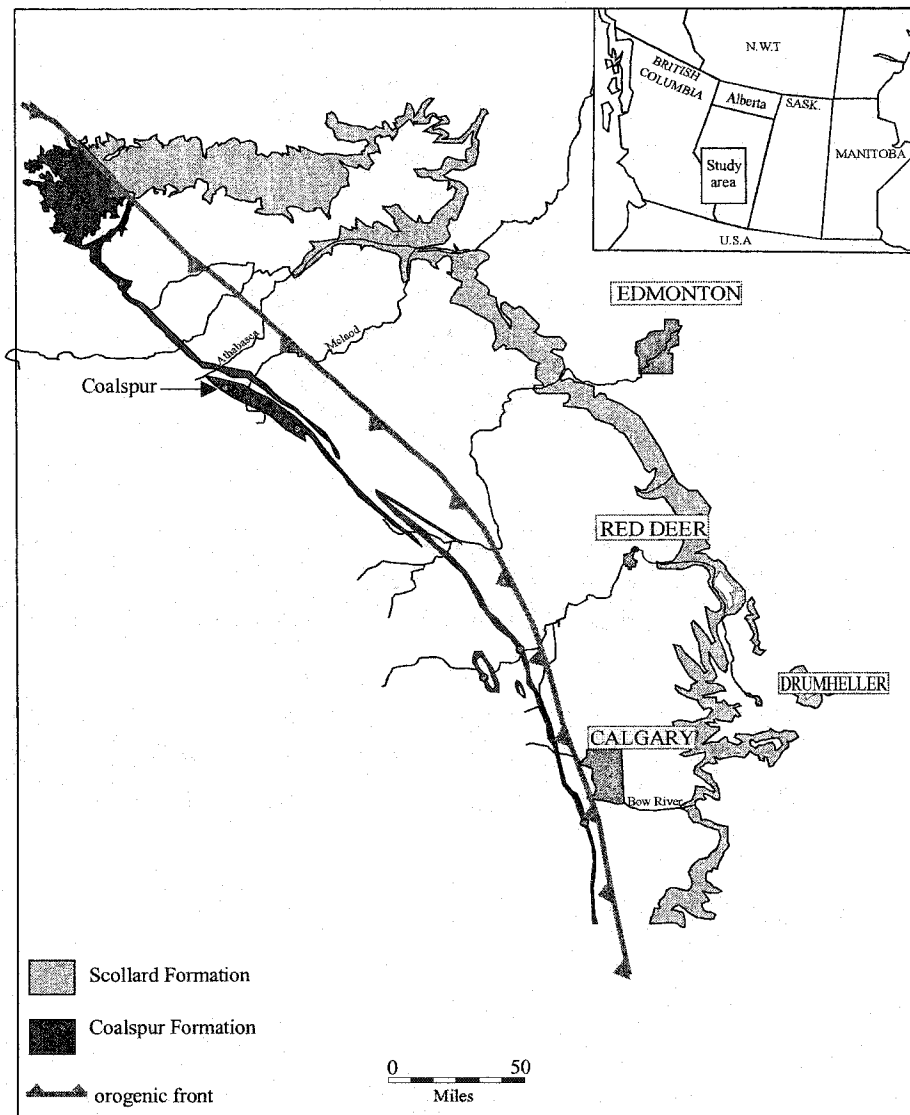 N.W.T
BRITISH
COLUMBIA
Alberta
SASK.
MANITOBA
Study
area
U.S.A
EDMONTON
Athabasca
Mcleod
Coalspur
RED DEER
DRUMHELLER
CALGARY
Bow River
Scollard Formation
Coalspur Formation
orogenic front
0 50
Miles